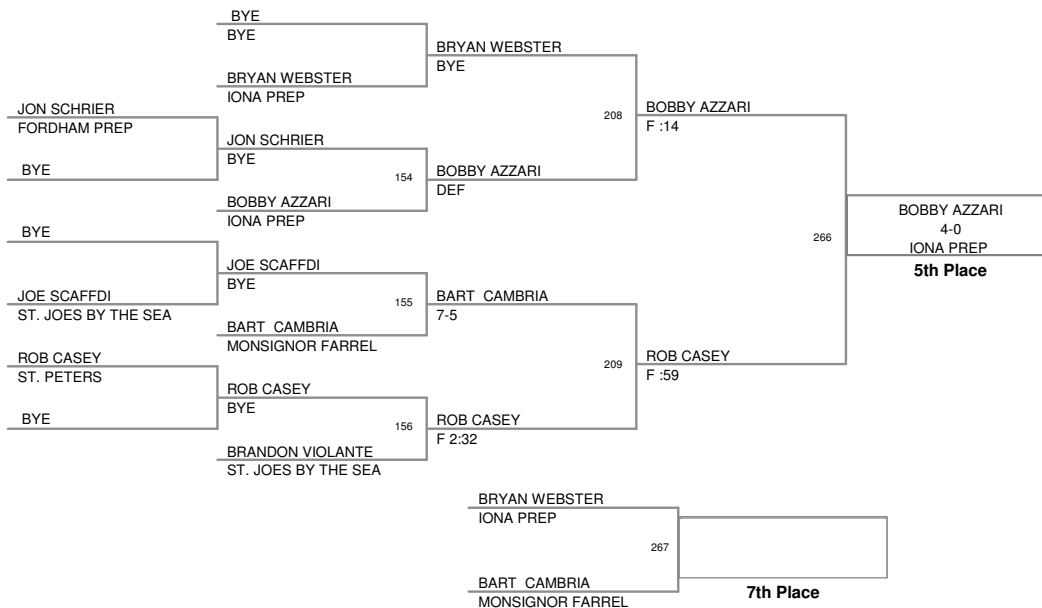 BYE
BYE
BRYAN WEBSTER
BYE
BRYAN WEBSTER
IONA PREP
JON SCHRIER
FORDHAM PREP
208
BOBBY AZZARI
F :14
JON SCHRIER
BYE
BYE
154
BOBBY AZZARI
DEF
BOBBY AZZARI
IONA PREP
BOBBY AZZARI
4-0
IONA PREP
5th Place
BYE
266
JOE SCAFFDI
BYE
JOE SCAFFDI
ST. JOES BY THE SEA
155
BART CAMBRIA
7-5
BART CAMBRIA
MONSIGNOR FARREL
ROB CASEY
ST. PETERS
209
ROB CASEY
F :59
ROB CASEY
BYE
BYE
156
ROB CASEY
F 2:32
BRANDON VIOLANTE
ST. JOES BY THE SEA
BRYAN WEBSTER
IONA PREP
267
BART CAMBRIA
MONSIGNOR FARREL
7th Place